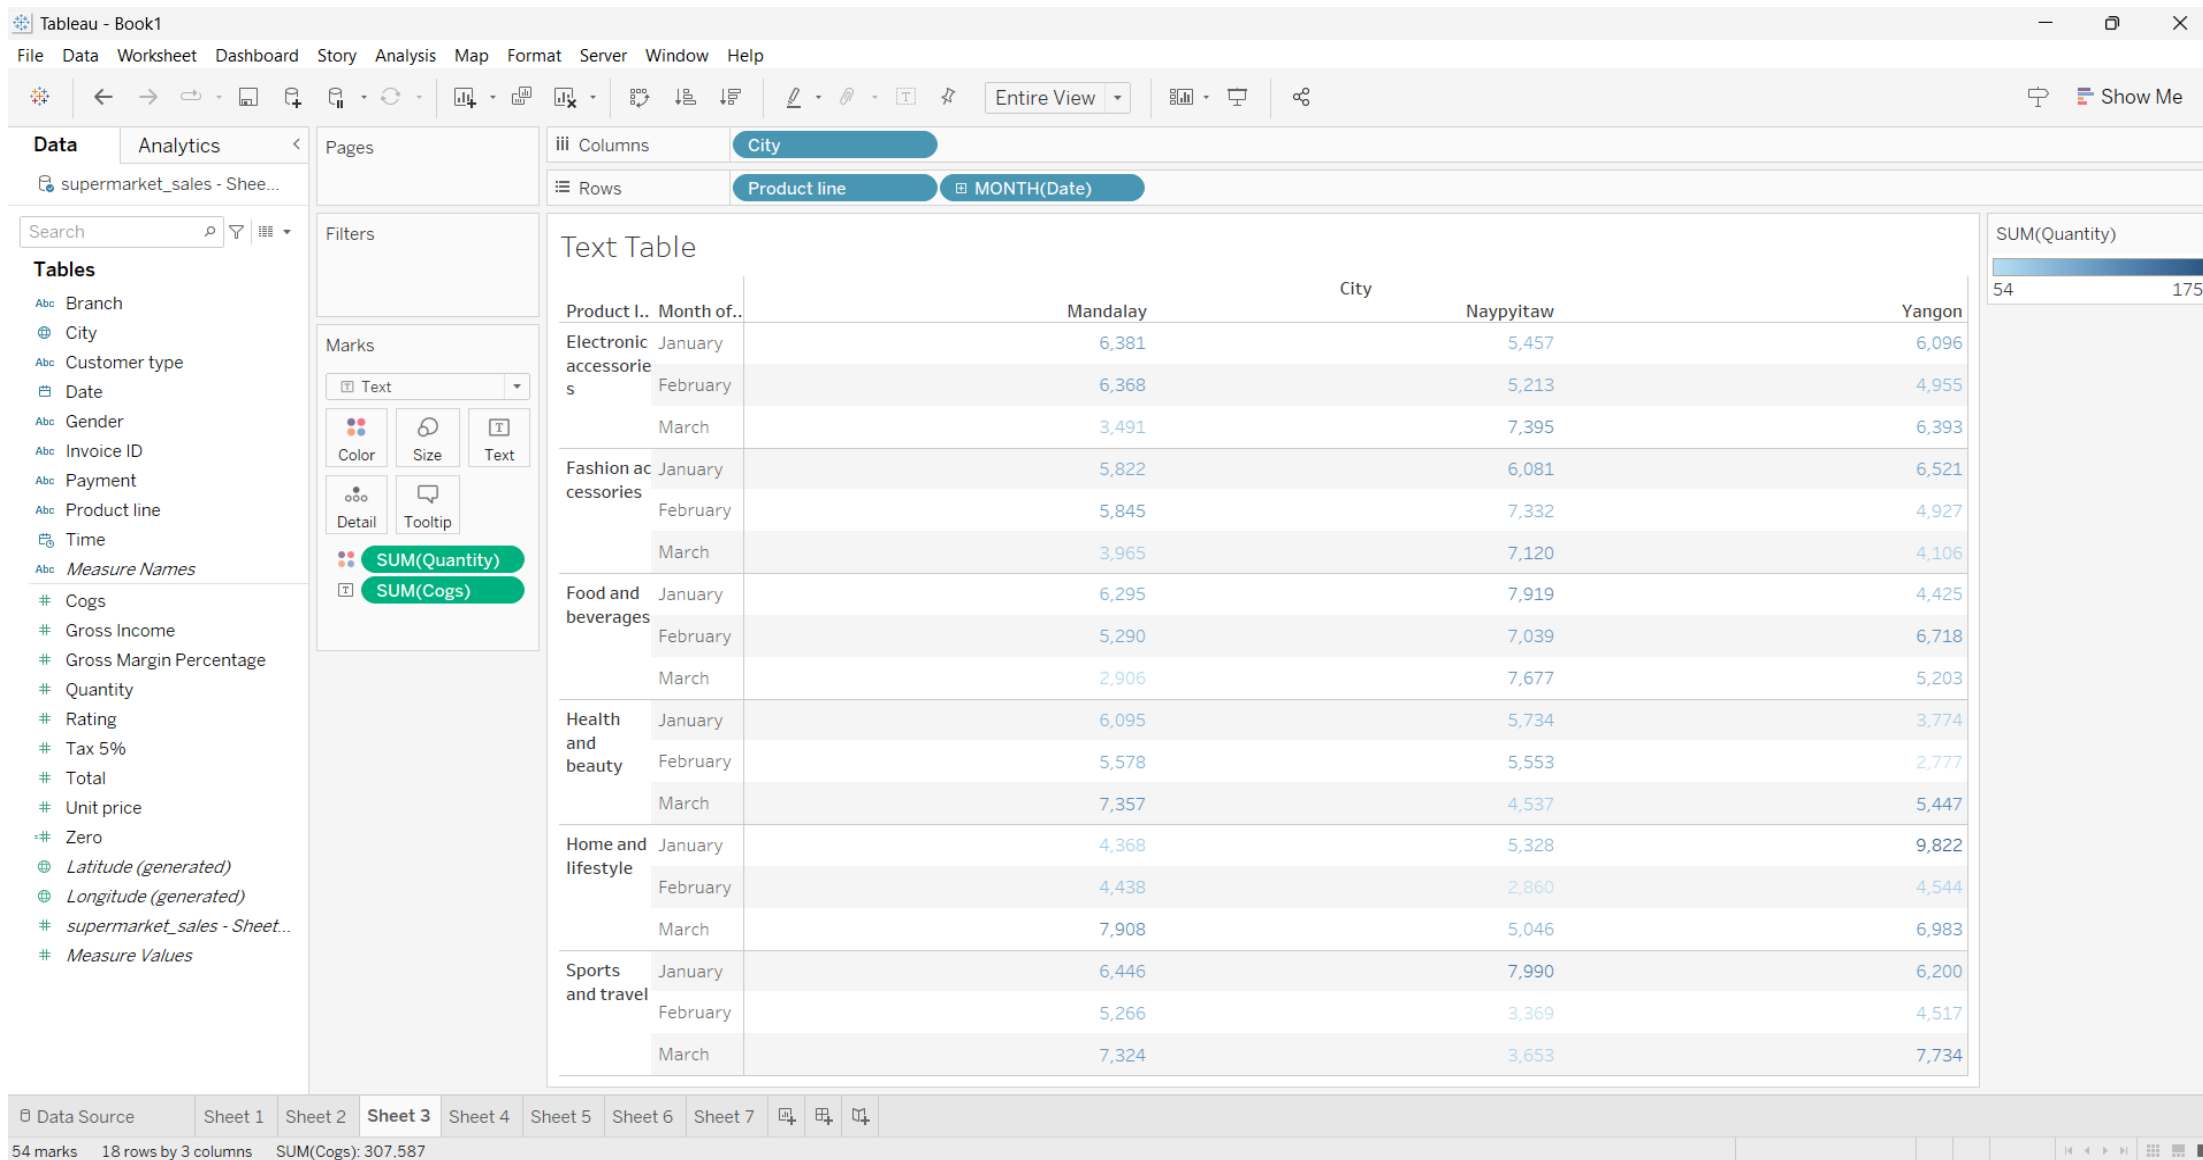 Tableau - Book1
File Data Worksheet Dashboard Story Analysis Map Format Server Window Help
Entire View
Show Me
Data
Analytics
supermarket_sales - Shee...
Search
Tables
Abc Branch
City
Abc Customer type
Date
Abc Gender
Abc Invoice ID
Abc Payment
Abc Product line
Time
Abc Measure Names
# Cogs
# Gross Income
# Gross Margin Percentage
# Quantity
# Rating
# Tax 5%
# Total
# Unit price
=# Zero
Latitude (generated)
Longitude (generated)
# supermarket_sales - Sheet...
# Measure Values
Pages
Filters
Marks
T Text
Color Size Text
Detail Tooltip
SUM(Quantity)
SUM(Cogs)
Columns City
Rows Product line MONTH(Date)
Text Table
City
Product l.. Month of.. Mandalay Naypyitaw Yangon
Electronic January 6,381 5,457 6,096
accessorie
s February 6,368 5,213 4,955
March 3,491 7,395 6,393
Fashion ac January 5,822 6,081 6,521
cessories
February 5,845 7,332 4,927
March 3,965 7,120 4,106
Food and January 6,295 7,919 4,425
beverages
February 5,290 7,039 6,718
March 2,906 7,677 5,203
Health January 6,095 5,734 3,774
and
beauty February 5,578 5,553 2,777
March 7,357 4,537 5,447
Home and January 4,368 5,328 9,822
lifestyle
February 4,438 2,860 4,544
March 7,908 5,046 6,983
Sports January 6,446 7,990 6,200
and travel
February 5,266 3,369 4,517
March 7,324 3,653 7,734
SUM(Quantity)
54 175
Data Source Sheet 1 Sheet 2 Sheet 3 Sheet 4 Sheet 5 Sheet 6 Sheet 7
54 marks 18 rows by 3 columns SUM(Cogs): 307,587